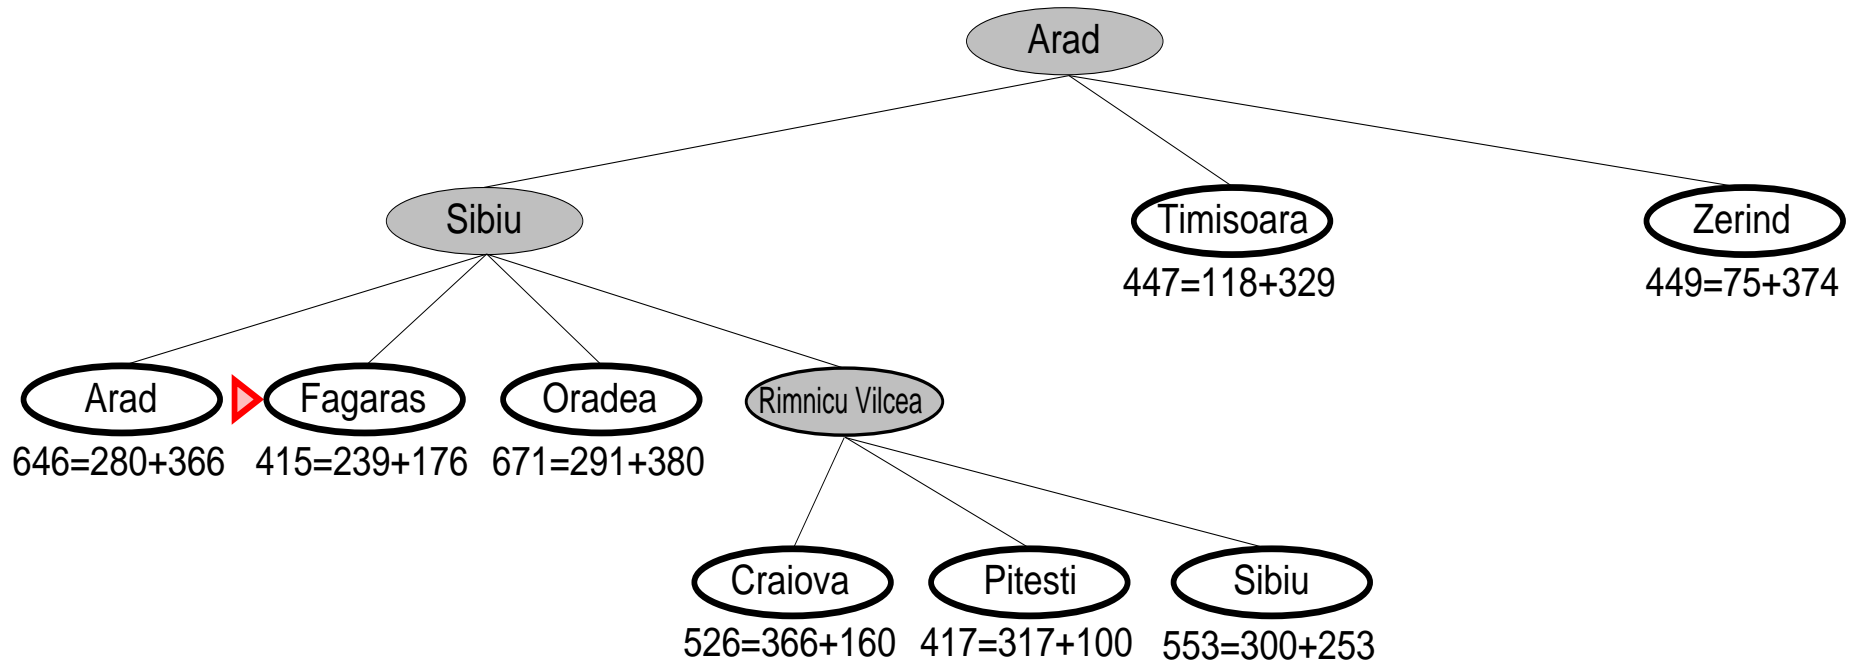 Arad
Sibiu
Timisoara
Zerind
447=118+329
449=75+374
Arad
Fagaras
Oradea
Rimnicu Vilcea
646=280+366
415=239+176
671=291+380
Craiova
Pitesti
Sibiu
526=366+160
417=317+100
553=300+253